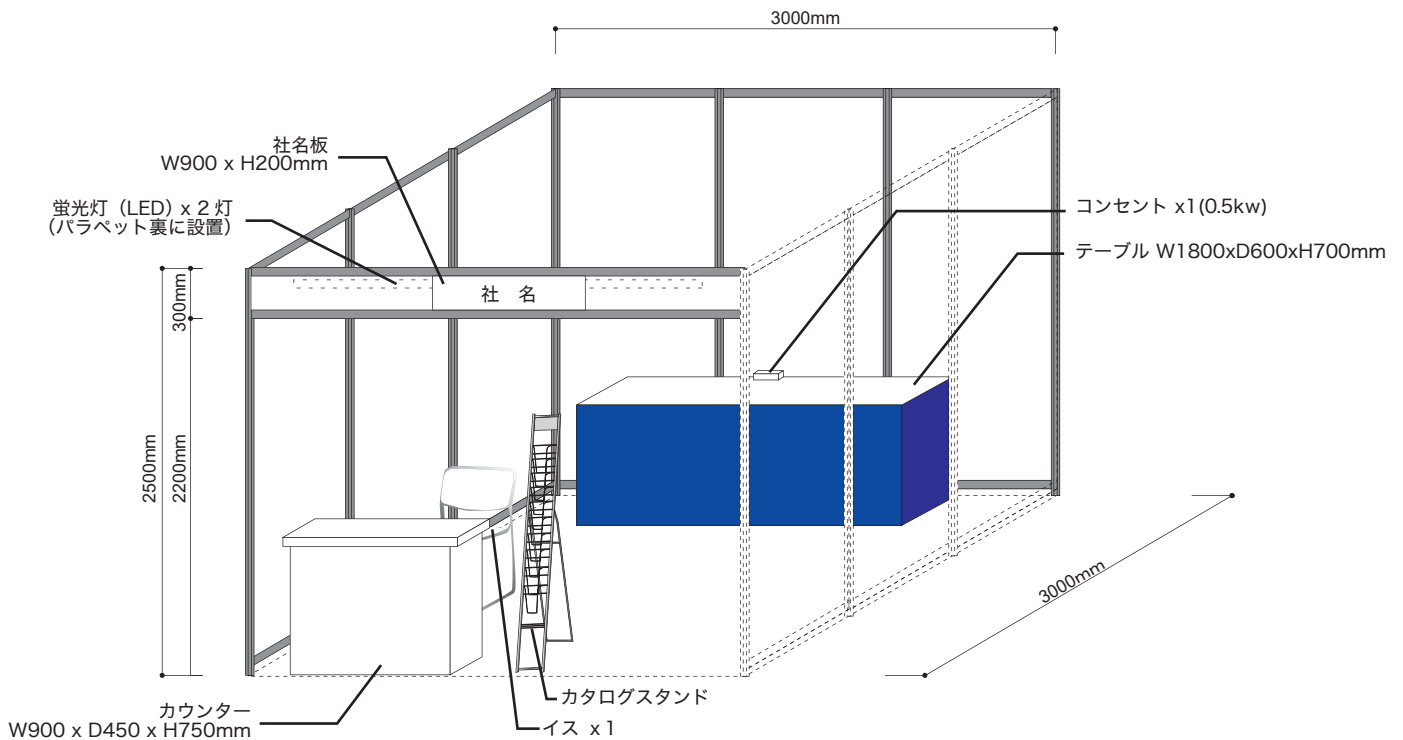 3000mm
社名板
W900 x H200mm
蛍光灯（LED）x 2 灯
（パラペット裏に設置）
コンセント x1(0.5kw)
テーブル W1800xD600xH700mm
社　名
300mm
2500mm
2200mm
3000mm
カタログスタンド
カウンター
W900 x D450 x H750mm
イス x1